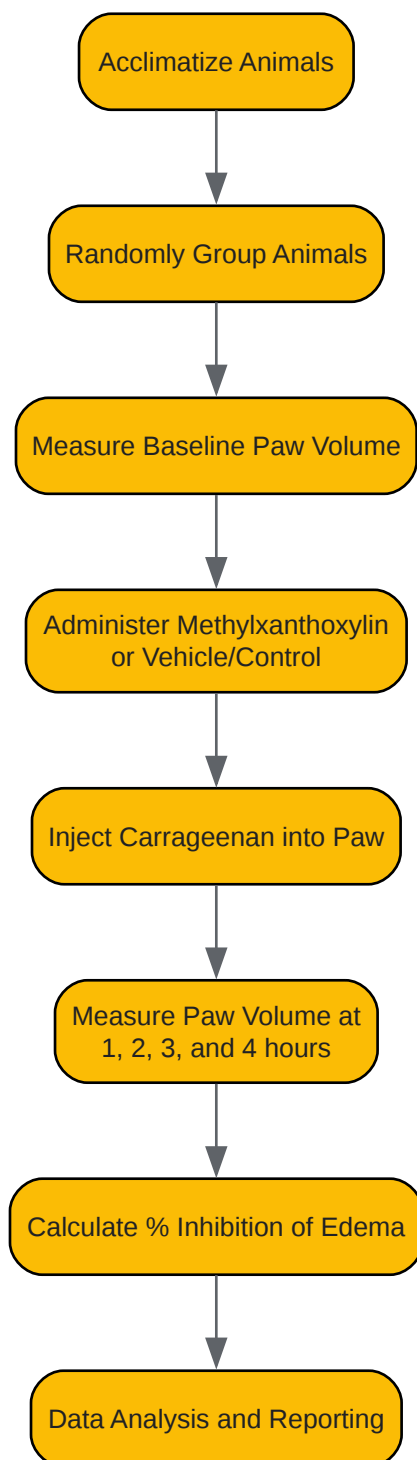 Acclimatize Animals
Randomly Group Animals
Measure Baseline Paw Volume
Administer Methylxanthoxylin
or Vehicle/Control
Inject Carrageenan into Paw
Measure Paw Volume at
1, 2, 3, and 4 hours
Calculate % Inhibition of Edema
Data Analysis and Reporting